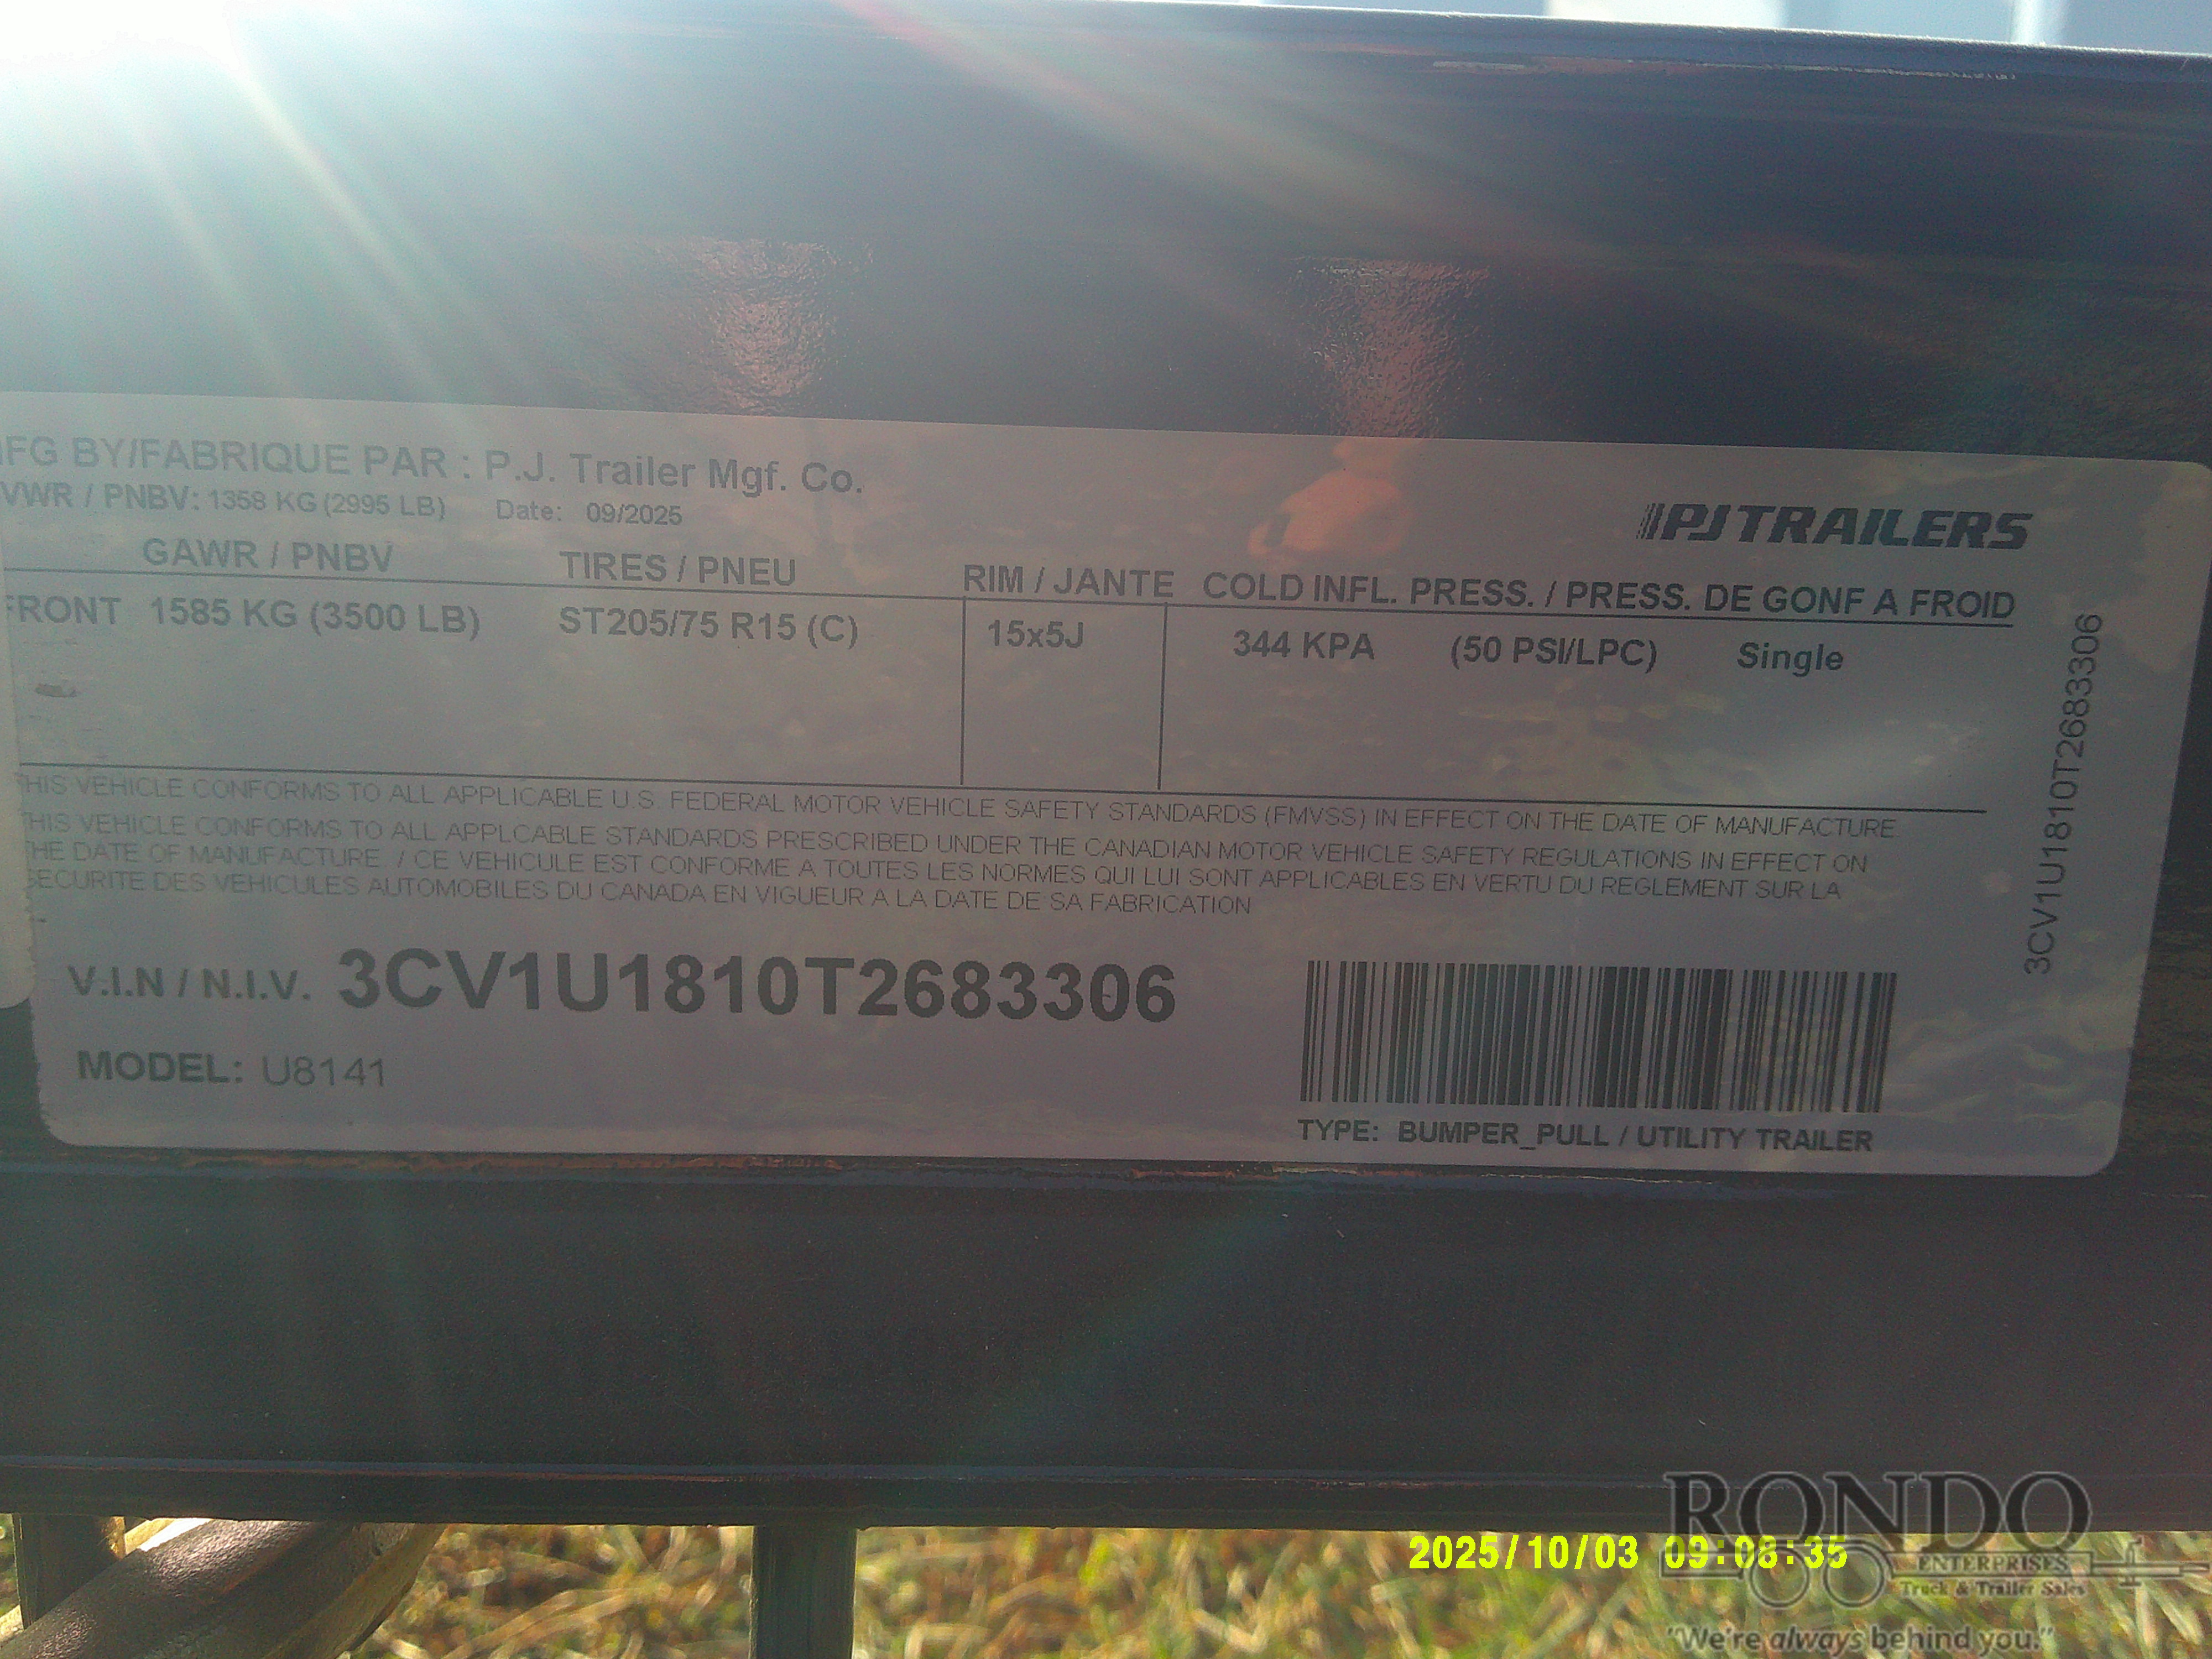 FG BY/FABRIQUE PAR : P.J. Trailer Mgf. Co.
VWR / PNBV: 1358 KG (2995 LB) Date: 09/2025
PJ TRAILERS
GAWR / PNBV TIRES / PNEU RIM / JANTE COLD INFL. PRESS. / PRESS. DE GONF A FROID
FRONT 1585 KG (3500 LB) ST205/75 R15 (C) 15x5J 344 KPA (50 PSI/LPC) Single
THIS VEHICLE CONFORMS TO ALL APPLICABLE U.S. FEDERAL MOTOR VEHICLE SAFETY STANDARDS (FMVSS) IN EFFECT ON THE DATE OF MANUFACTURE.
THIS VEHICLE CONFORMS TO ALL APPLCABLE STANDARDS PRESCRIBED UNDER THE CANADIAN MOTOR VEHICLE SAFETY REGULATIONS IN EFFECT ON
THE DATE OF MANUFACTURE. / CE VEHICULE EST CONFORME A TOUTES LES NORMES QUI LUI SONT APPLICABLES EN VERTU DU REGLEMENT SUR LA
SECURITE DES VEHICULES AUTOMOBILES DU CANADA EN VIGUEUR A LA DATE DE SA FABRICATION
V.I.N / N.I.V. 3CV1U1810T2683306
MODEL: U8141
TYPE: BUMPER_PULL / UTILITY TRAILER
3CV1U1810T2683306
2025/10/03 09:08:35
RONDO
ENTERPRISES
Truck & Trailer Sales
"We're always behind you."